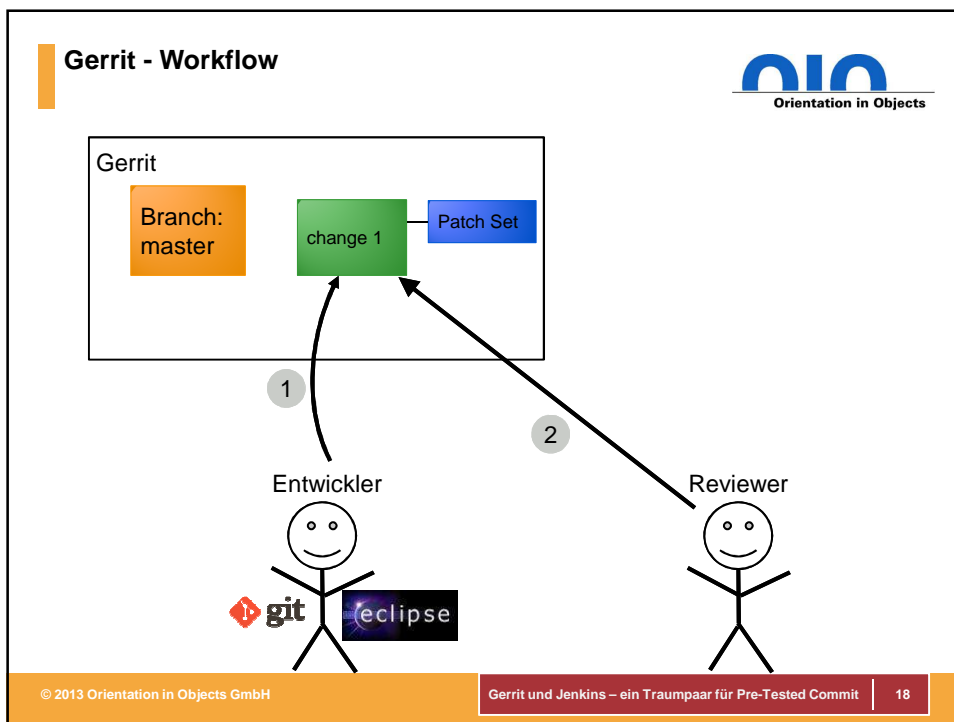 Gerrit - Workflow
Orientation in Objects
Gerrit
Branch:
master
change 1
Patch Set
1
2
Entwickler
Reviewer
git
eclipse
© 2013 Orientation in Objects GmbH
Gerrit und Jenkins – ein Traumpaar für Pre-Tested Commit
18